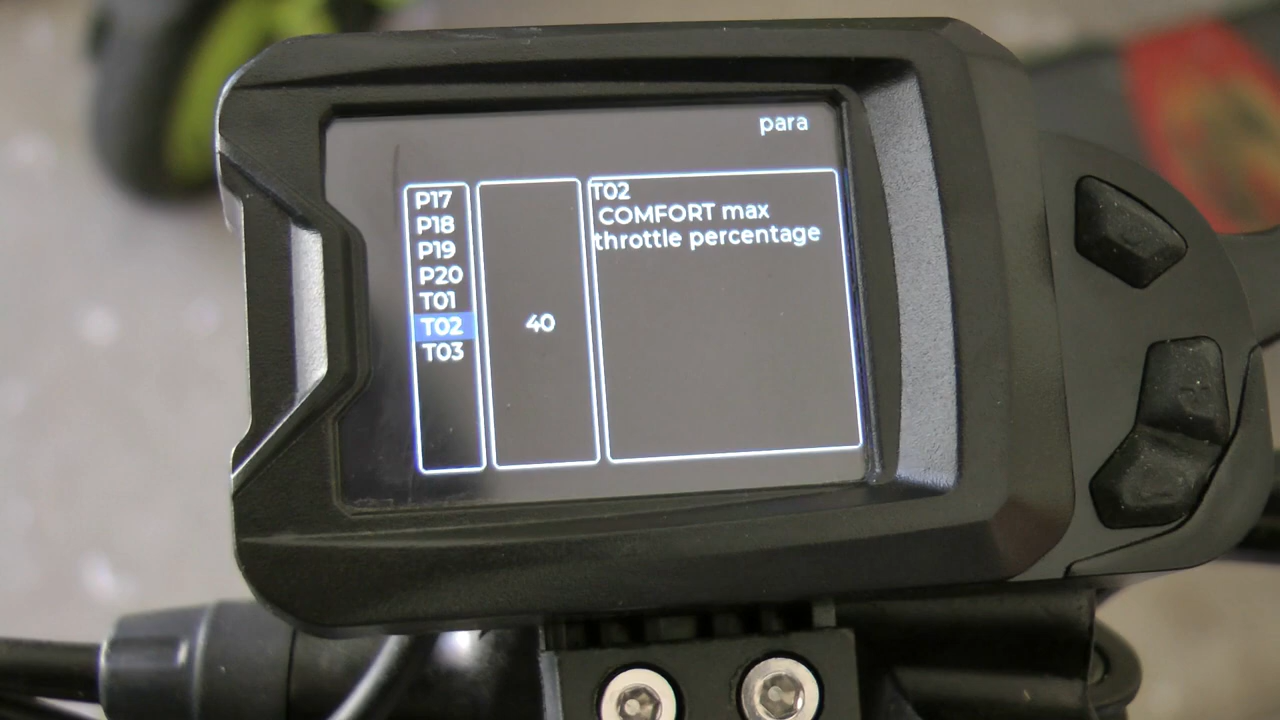 para
P17
P18
P19
P20
T01
T02
T03
40
T02
COMFORT max
throttle percentage